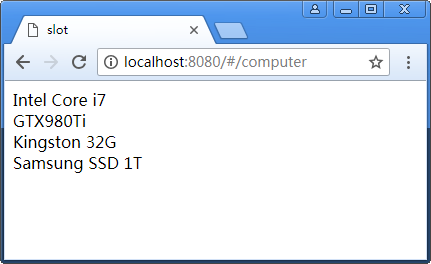 slot
localhost:8080/#/computer
Intel Core i7
GTX980Ti
Kingston 32G
Samsung SSD 1T